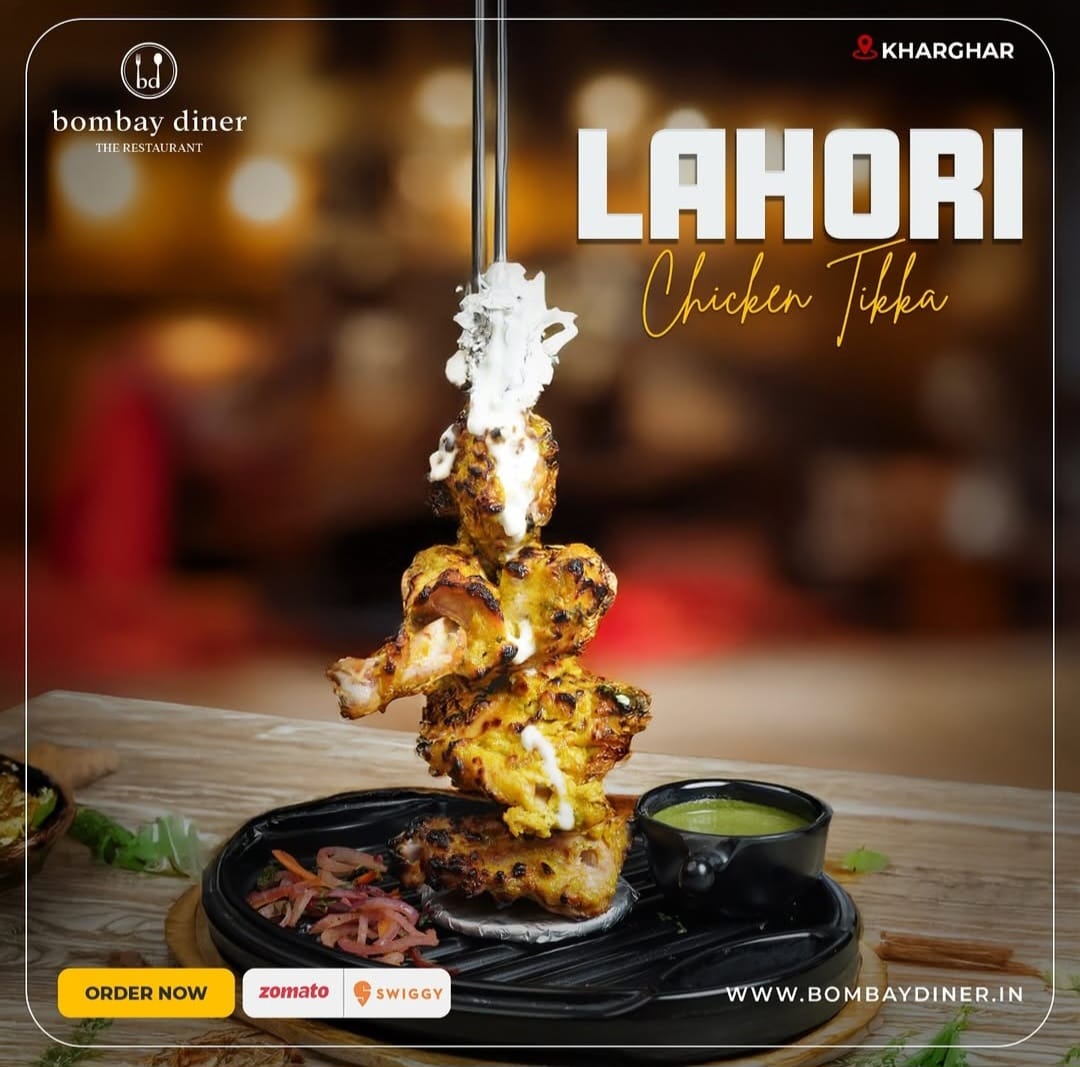 bd
bombay diner
THE RESTAURANT
KHARGHAR
LAHORI
Chicken Tikka
ORDER NOW
zomato
SWIGGY
WWW.BOMBAYDINER.IN